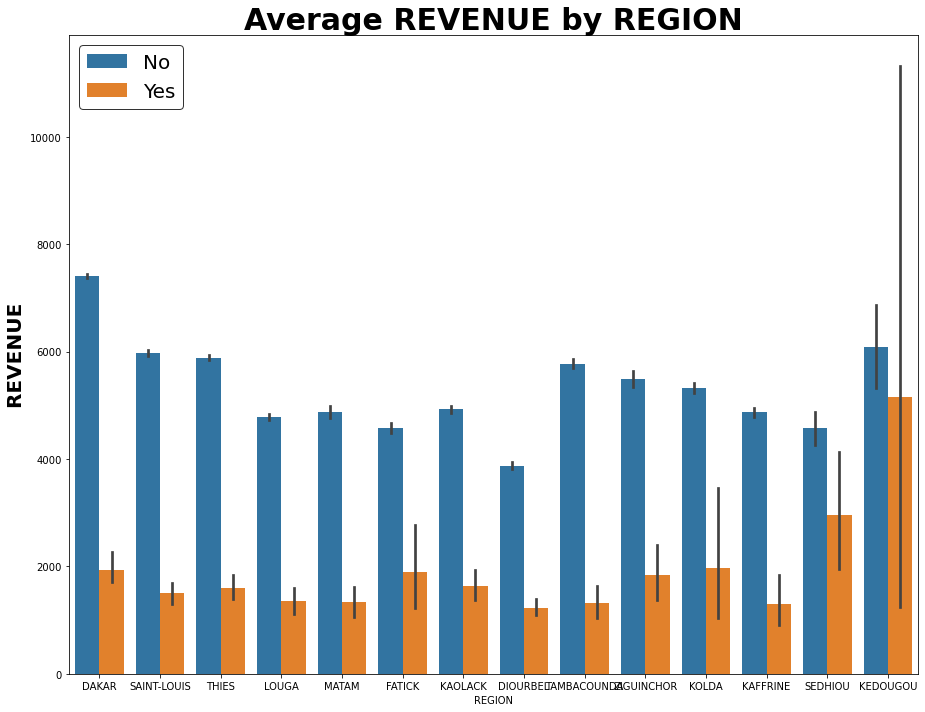 Average REVENUE by REGION
No
Yes
REVENUE
10000
8000
6000
4000
2000
0
DAKAR SAINT-LOUIS THIES LOUGA MATAM FATICK KAOLACK DIOURBEL TAMBACOUNDA ZIGUINCHOR KOLDA KAFFRINE SEDHIOU KEDOUGOU
REGION